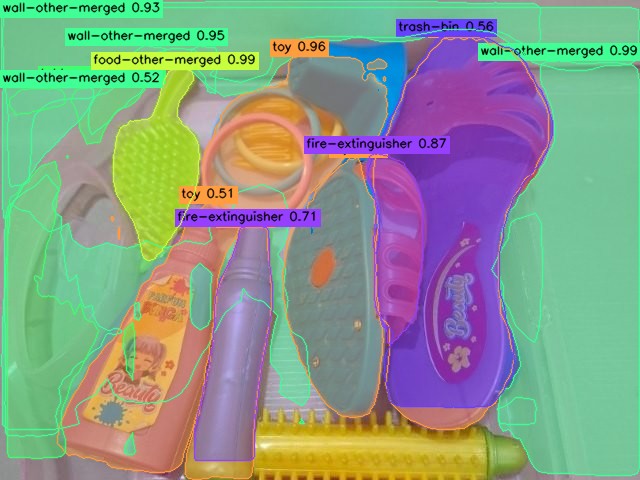 wall-other-merged 0.93
wall-other-merged 0.95
food-other-merged 0.99
wall-other-merged 0.52
toy 0.96
trash-bin 0.56
wall-other-merged 0.99
fire-extinguisher 0.87
toy 0.51
fire-extinguisher 0.71
Beauty
Beauty